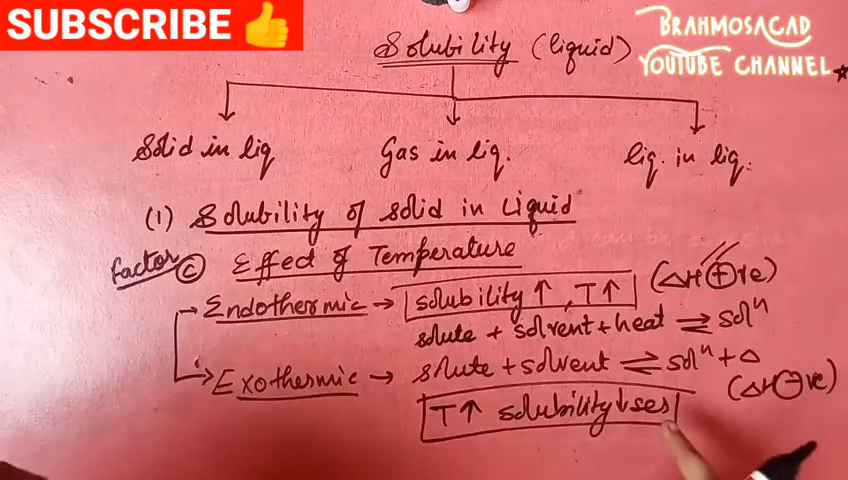 SUBSCRIBE
BRAHMOSACAD
YOUTUBE CHANNEL
Solubility (liquid)
Solid in liq
Gas in liq.
liq. in liq.
(1) Solubility of solid in Liquid
Factor (C) Effect of Temperature
→ Endothermic → solubility ↑, T↑ (ΔH ⊕ve)
solute + solvent + heat ⇌ solⁿ
→ Exothermic → solute + solvent ⇌ solⁿ + Δ
(ΔH ⊖ve)
T↑ solubility ↓ses